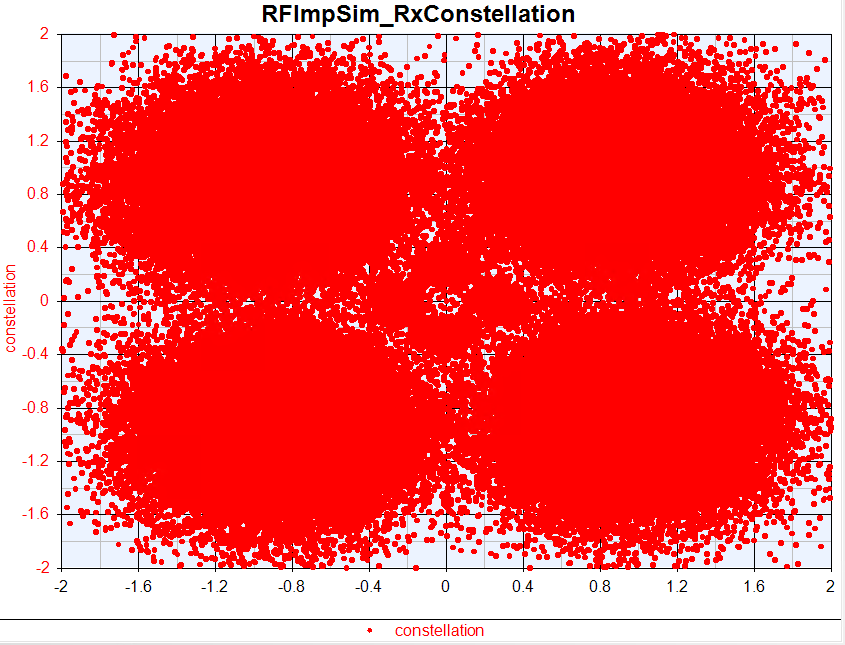 RFImpSim_RxConstellation
2
1.6
1.2
0.8
0.4
0
-0.4
-0.8
-1.2
-1.6
-2
constellation
-2 -1.6 -1.2 -0.8 -0.4 0 0.4 0.8 1.2 1.6 2
constellation